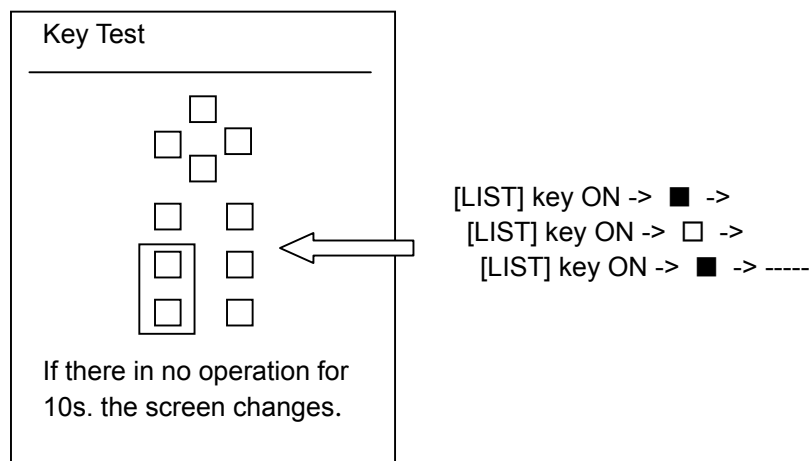 Key Test
If there in no operation for
10s. the screen changes.
[LIST] key ON -> ■ ->
[LIST] key ON -> □ ->
[LIST] key ON -> ■ -> -----